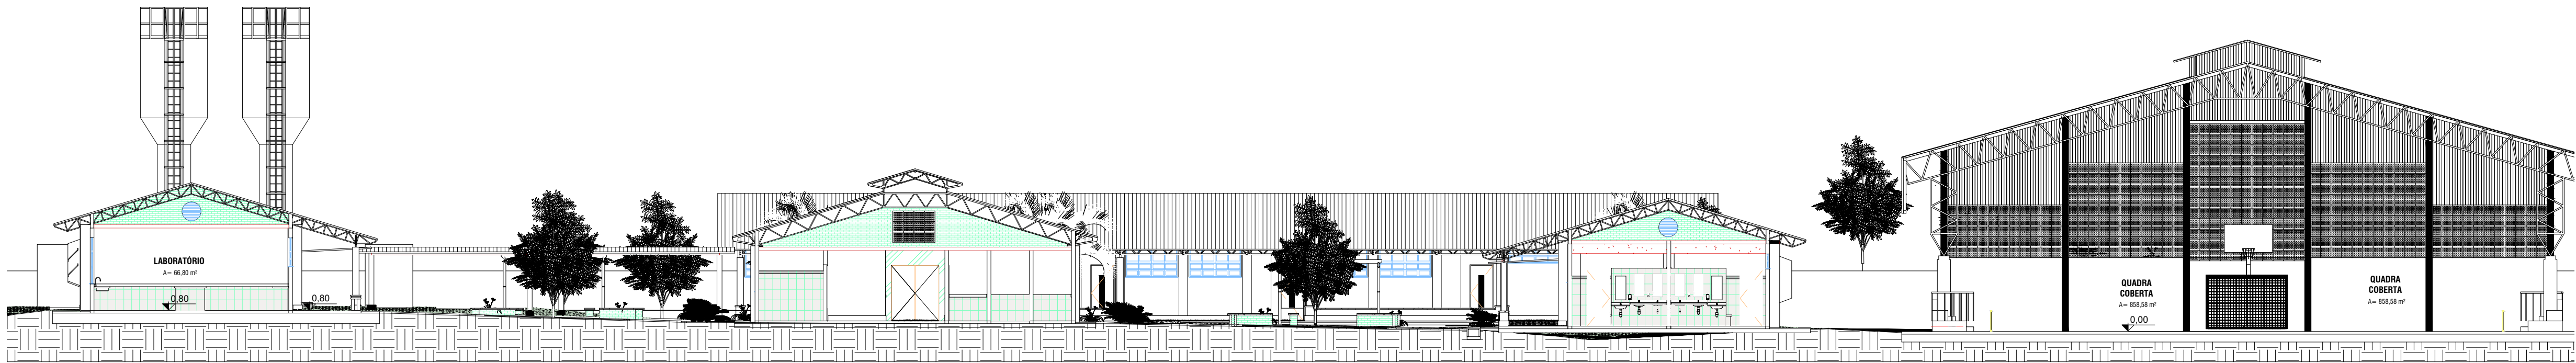 LABORATÓRIO
A= 66,80 m²
0,80
0,80
QUADRA
COBERTA
A= 858,58 m²
0,00
QUADRA
COBERTA
A= 858,58 m²